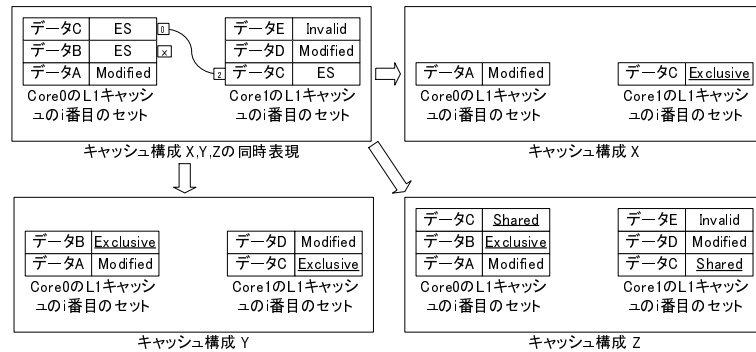 データC ES 0
データB ES ×
データA Modified
Core0のL1キャッシ
ュのi番目のセット
データE Invalid
データD Modified
2 データC ES
Core1のL1キャッシ
ュのi番目のセット
キャッシュ構成 X,Y,Zの同時表現
データA Modified
Core0のL1キャッシ
ュのi番目のセット
データC Exclusive
Core1のL1キャッシ
ュのi番目のセット
キャッシュ構成 X
データB Exclusive
データA Modified
Core0のL1キャッシ
ュのi番目のセット
データD Modified
データC Exclusive
Core1のL1キャッシ
ュのi番目のセット
キャッシュ構成 Y
データC Shared
データB Exclusive
データA Modified
Core0のL1キャッシ
ュのi番目のセット
データE Invalid
データD Modified
データC Shared
Core1のL1キャッシ
ュのi番目のセット
キャッシュ構成 Z